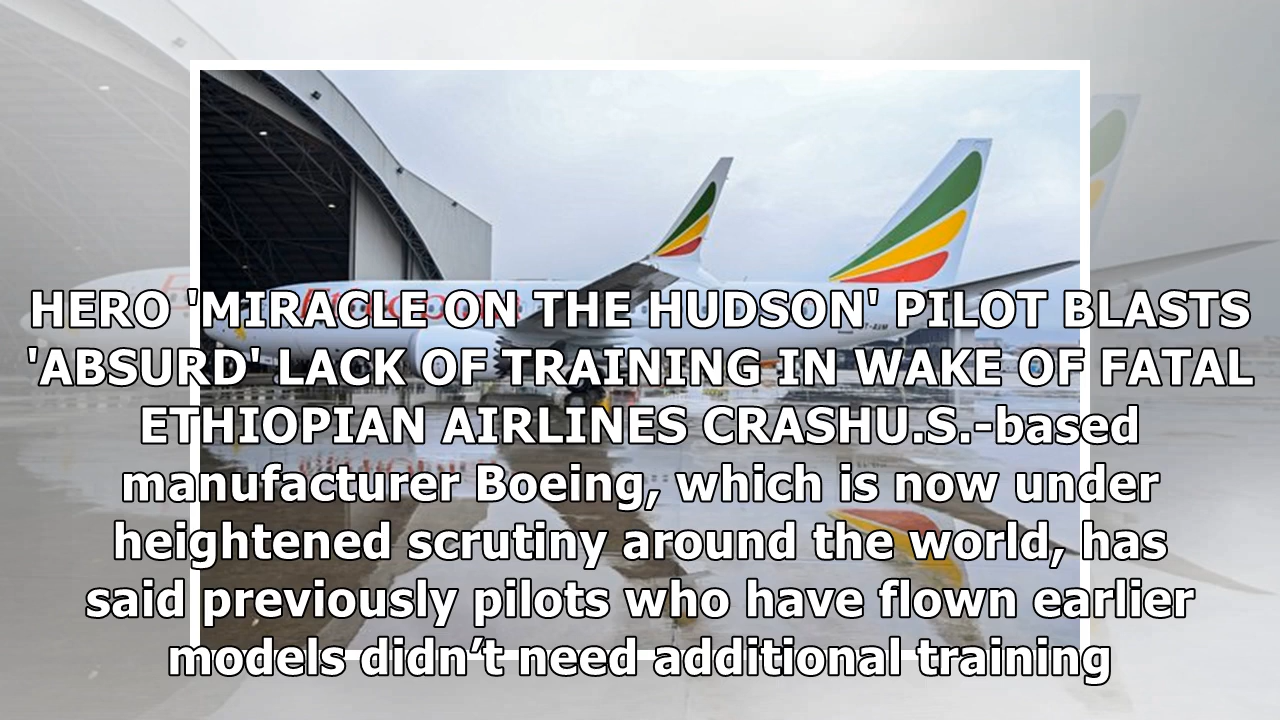 HERO 'MIRACLE ON THE HUDSON' PILOT BLASTS
'ABSURD' LACK OF TRAINING IN WAKE OF FATAL
ETHIOPIAN AIRLINES CRASHU.S.-based
manufacturer Boeing, which is now under
heightened scrutiny around the world, has
said previously pilots who have flown earlier
models didn’t need additional training